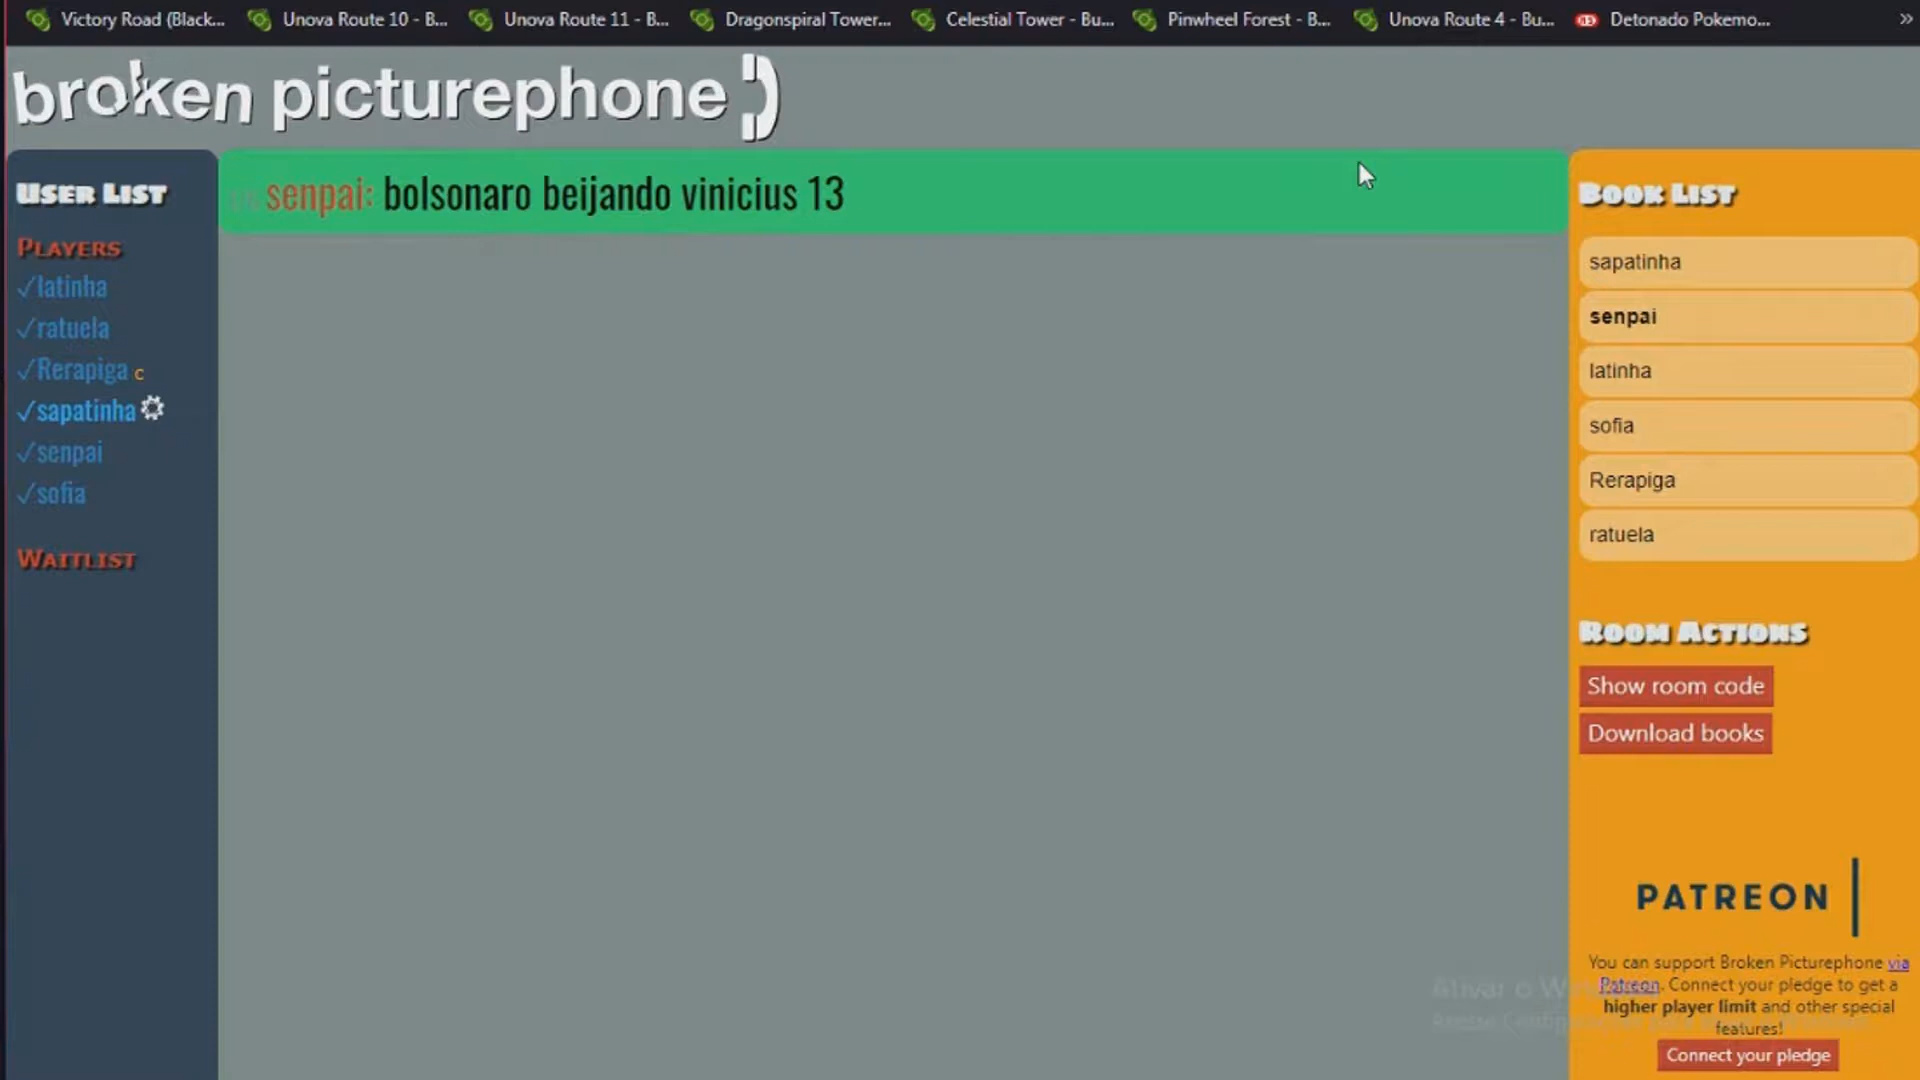 Victory Road (Black...
Unova Route 10 - B...
Unova Route 11 - B...
Dragonspiral Tower...
Celestial Tower - Bu...
Pinwheel Forest - B...
Unova Route 4 - Bu...
Detonado Pokemo...
»
broken picturephone
User List
Players
✓latinha
✓ratuela
✓Rerapiga c
✓sapatinha
✓senpai
✓sofia
Waitlist
senpai: bolsonaro beijando vinicius 13
Book List
sapatinha
senpai
latinha
sofia
Rerapiga
ratuela
Room Actions
Show room code
Download books
PATREON
You can support Broken Picturephone via
Patreon. Connect your pledge to get a
higher player limit and other special
features!
Connect your pledge
Ativar o